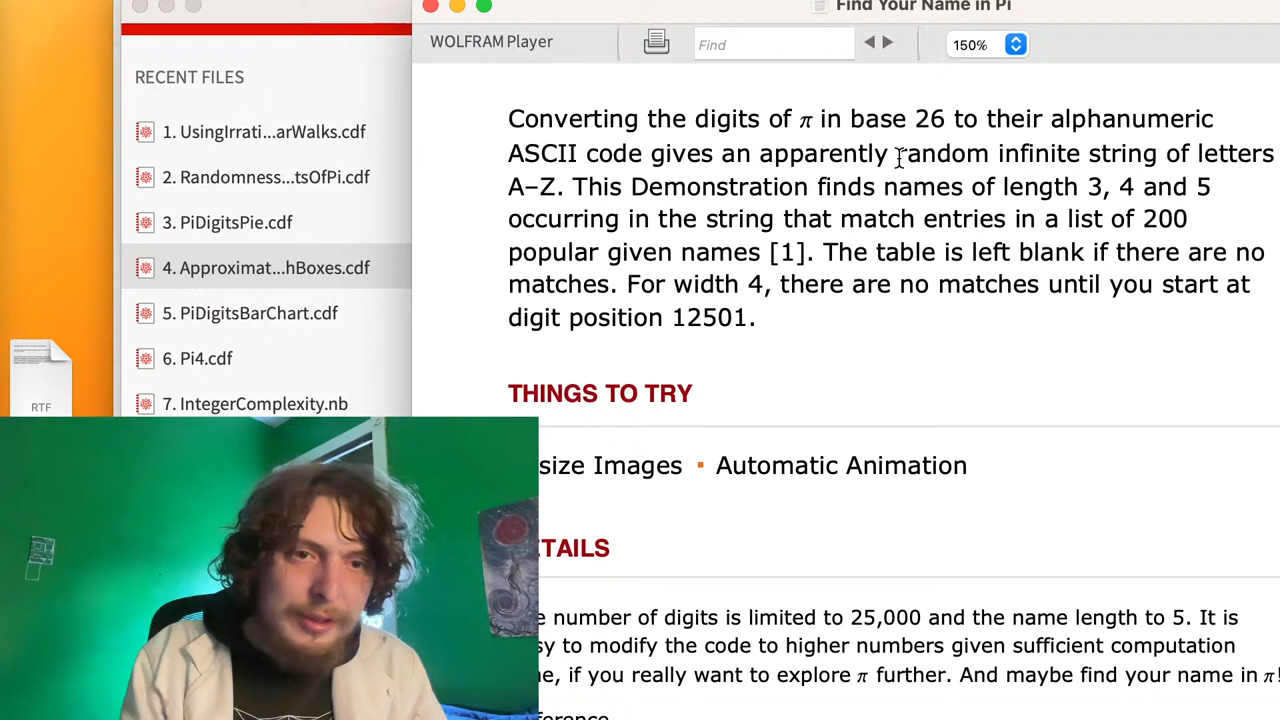 Find Your Name in Pi
WOLFRAM Player
Find
150%
RECENT FILES
1. UsingIrrati...arWalks.cdf
2. Randomness...tsOfPi.cdf
3. PiDigitsPie.cdf
4. Approximat...hBoxes.cdf
5. PiDigitsBarChart.cdf
6. Pi4.cdf
7. IntegerComplexity.nb
RTF
Converting the digits of π in base 26 to their alphanumeric
ASCII code gives an apparently random infinite string of letters
A–Z. This Demonstration finds names of length 3, 4 and 5
occurring in the string that match entries in a list of 200
popular given names [1]. The table is left blank if there are no
matches. For width 4, there are no matches until you start at
digit position 12501.
THINGS TO TRY
size Images ▪ Automatic Animation
ETAILS
e number of digits is limited to 25,000 and the name length to 5. It is
sy to modify the code to higher numbers given sufficient computation
e, if you really want to explore π further. And maybe find your name in π!